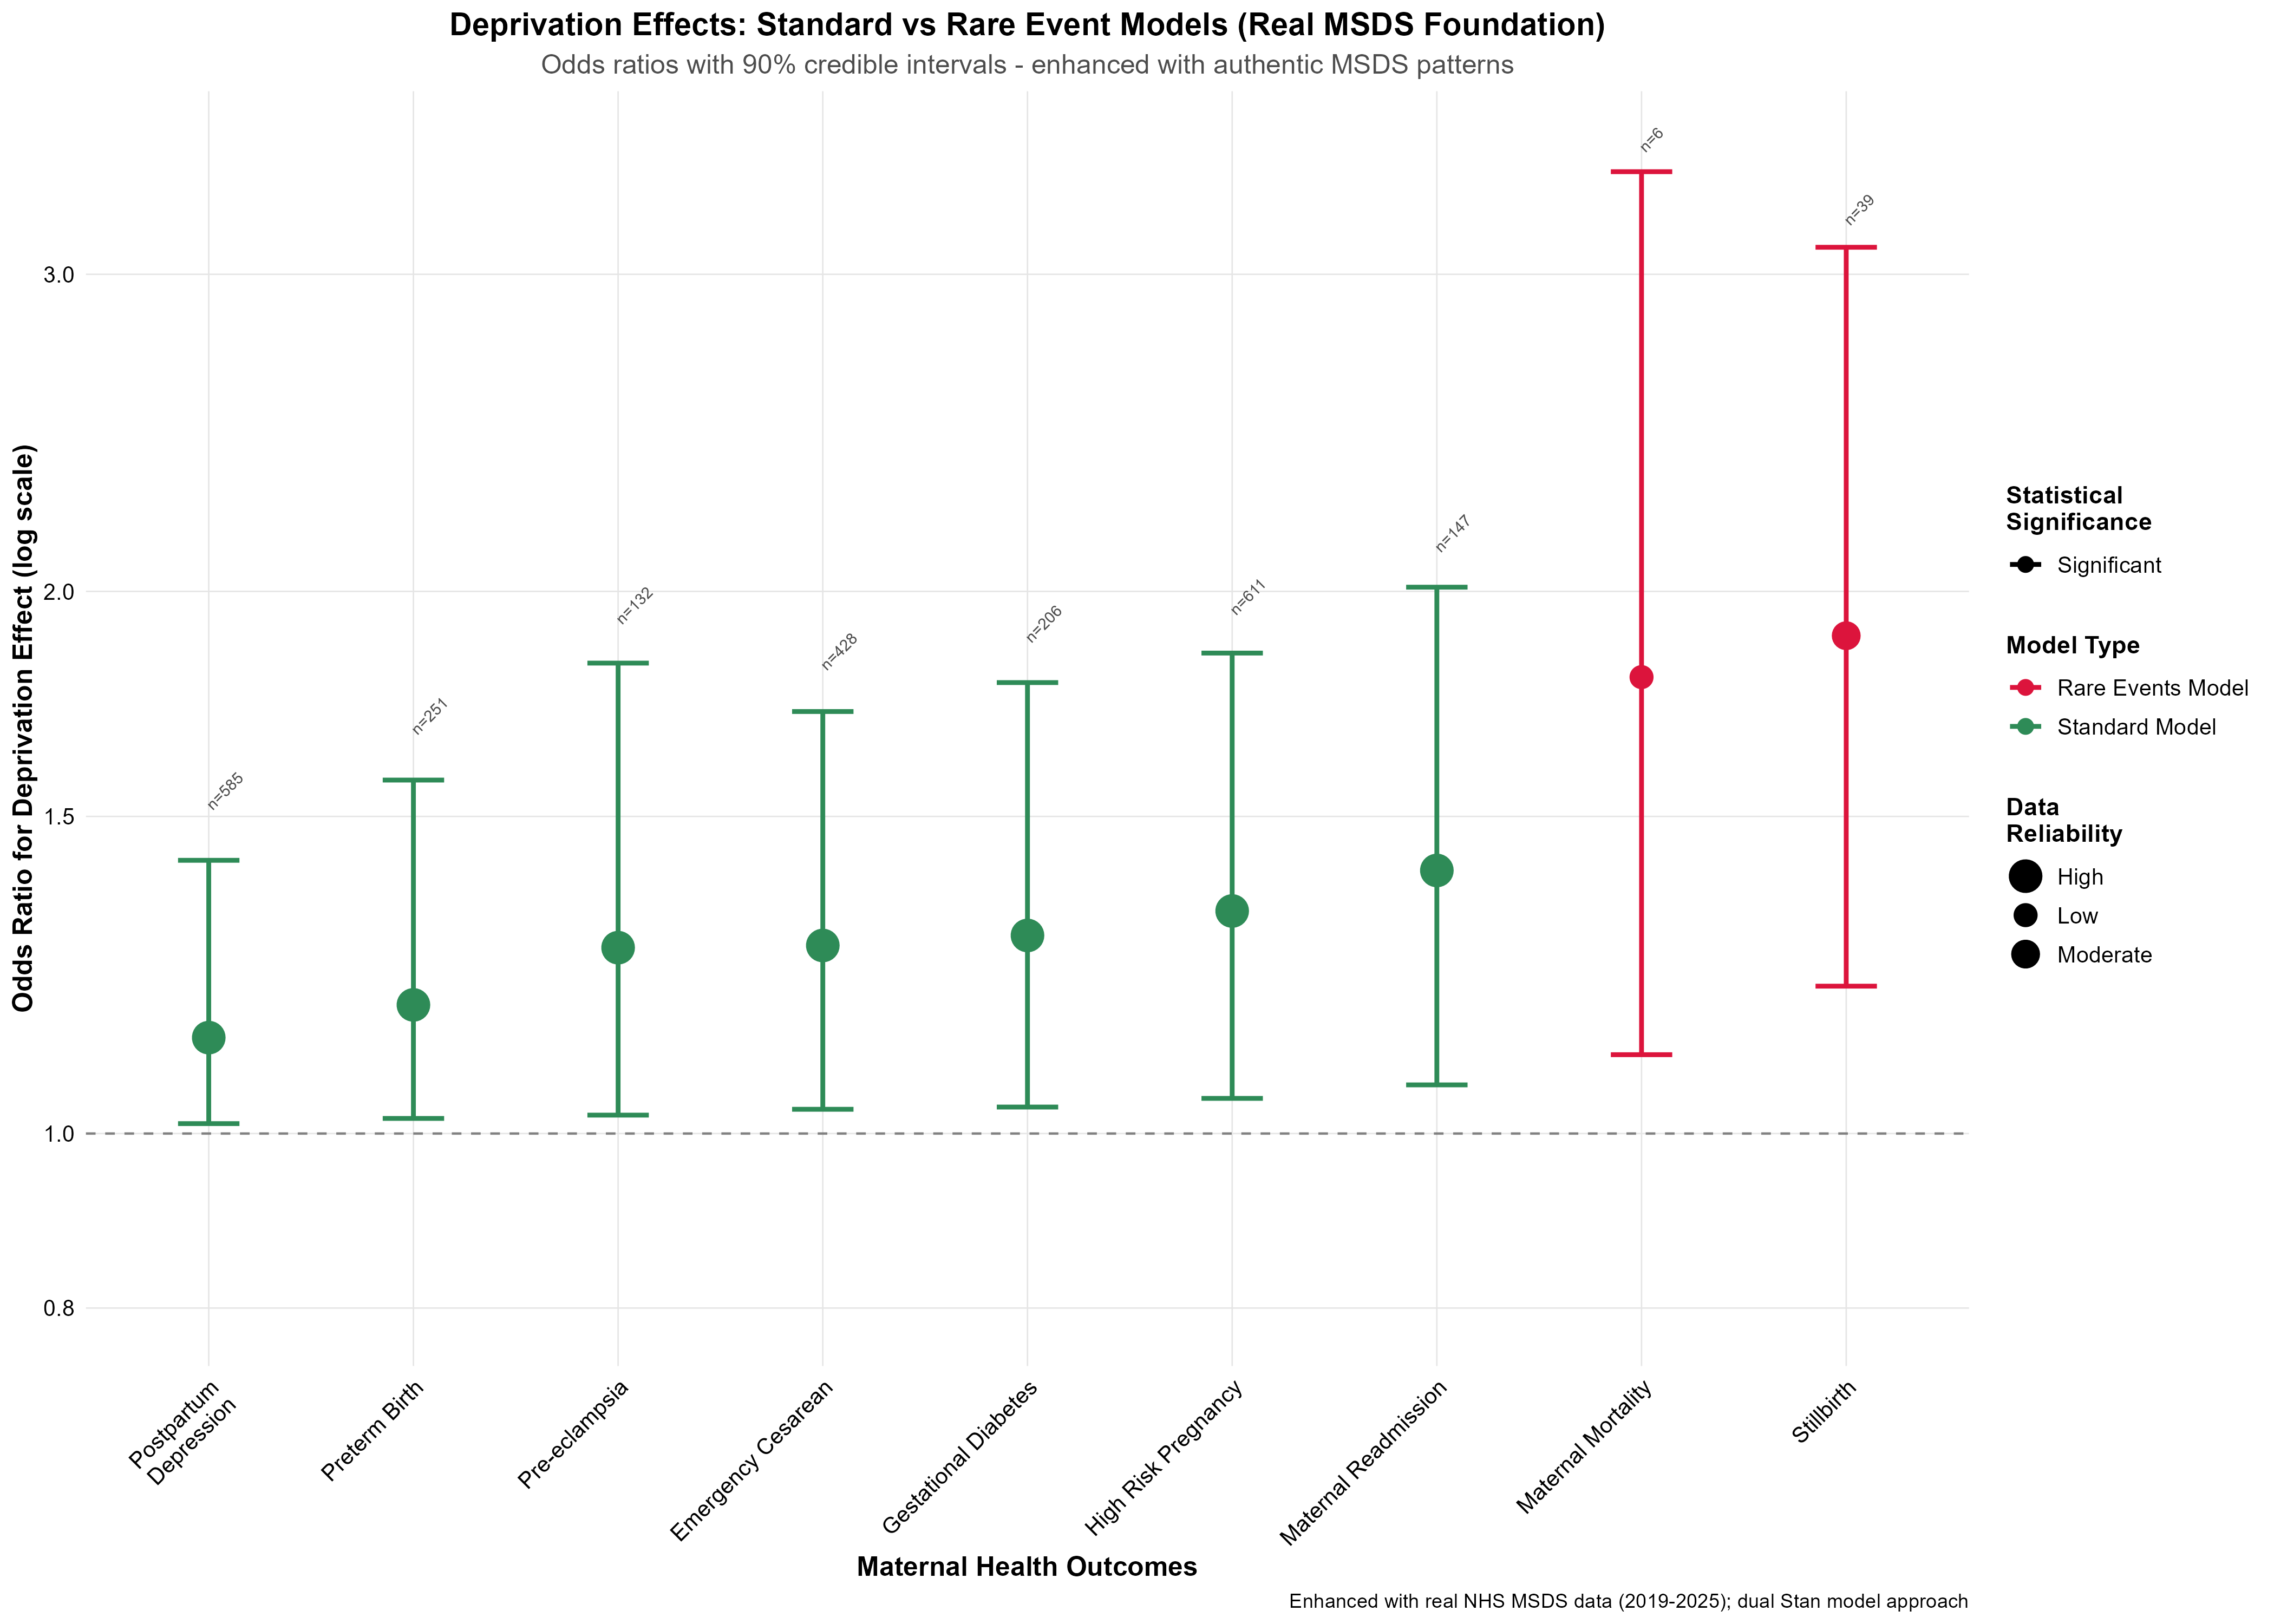 Deprivation Effects: Standard vs Rare Event Models (Real MSDS Foundation)
Odds ratios with 90% credible intervals - enhanced with authentic MSDS patterns
Odds Ratio for Deprivation Effect (log scale)
3.0
2.0
1.5
1.0
0.8
n=585
n=251
n=132
n=428
n=206
n=611
n=147
n=6
n=39
Postpartum
Depression
Preterm Birth
Pre-eclampsia
Emergency Cesarean
Gestational Diabetes
High Risk Pregnancy
Maternal Readmission
Maternal Mortality
Stillbirth
Maternal Health Outcomes
Statistical
Significance
Significant
Model Type
Rare Events Model
Standard Model
Data
Reliability
High
Low
Moderate
Enhanced with real NHS MSDS data (2019-2025); dual Stan model approach